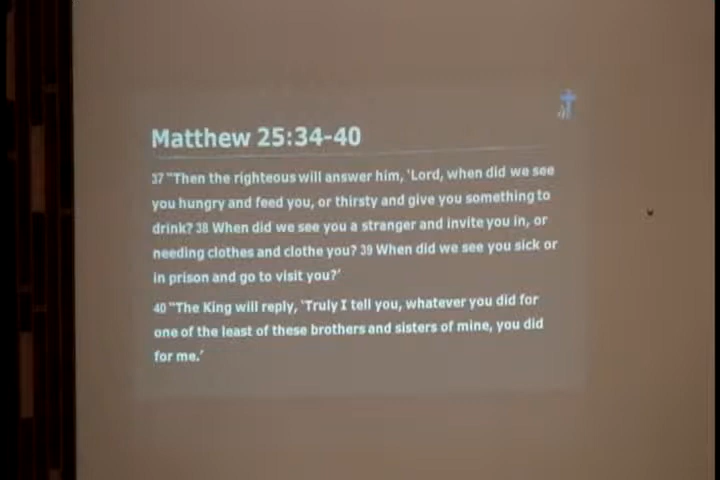 Matthew 25:34-40
37 "Then the righteous will answer him, 'Lord, when did we see
you hungry and feed you, or thirsty and give you something to
drink? 38 When did we see you a stranger and invite you in, or
needing clothes and clothe you? 39 When did we see you sick or
in prison and go to visit you?'
40 "The King will reply, 'Truly I tell you, whatever you did for
one of the least of these brothers and sisters of mine, you did
for me.'